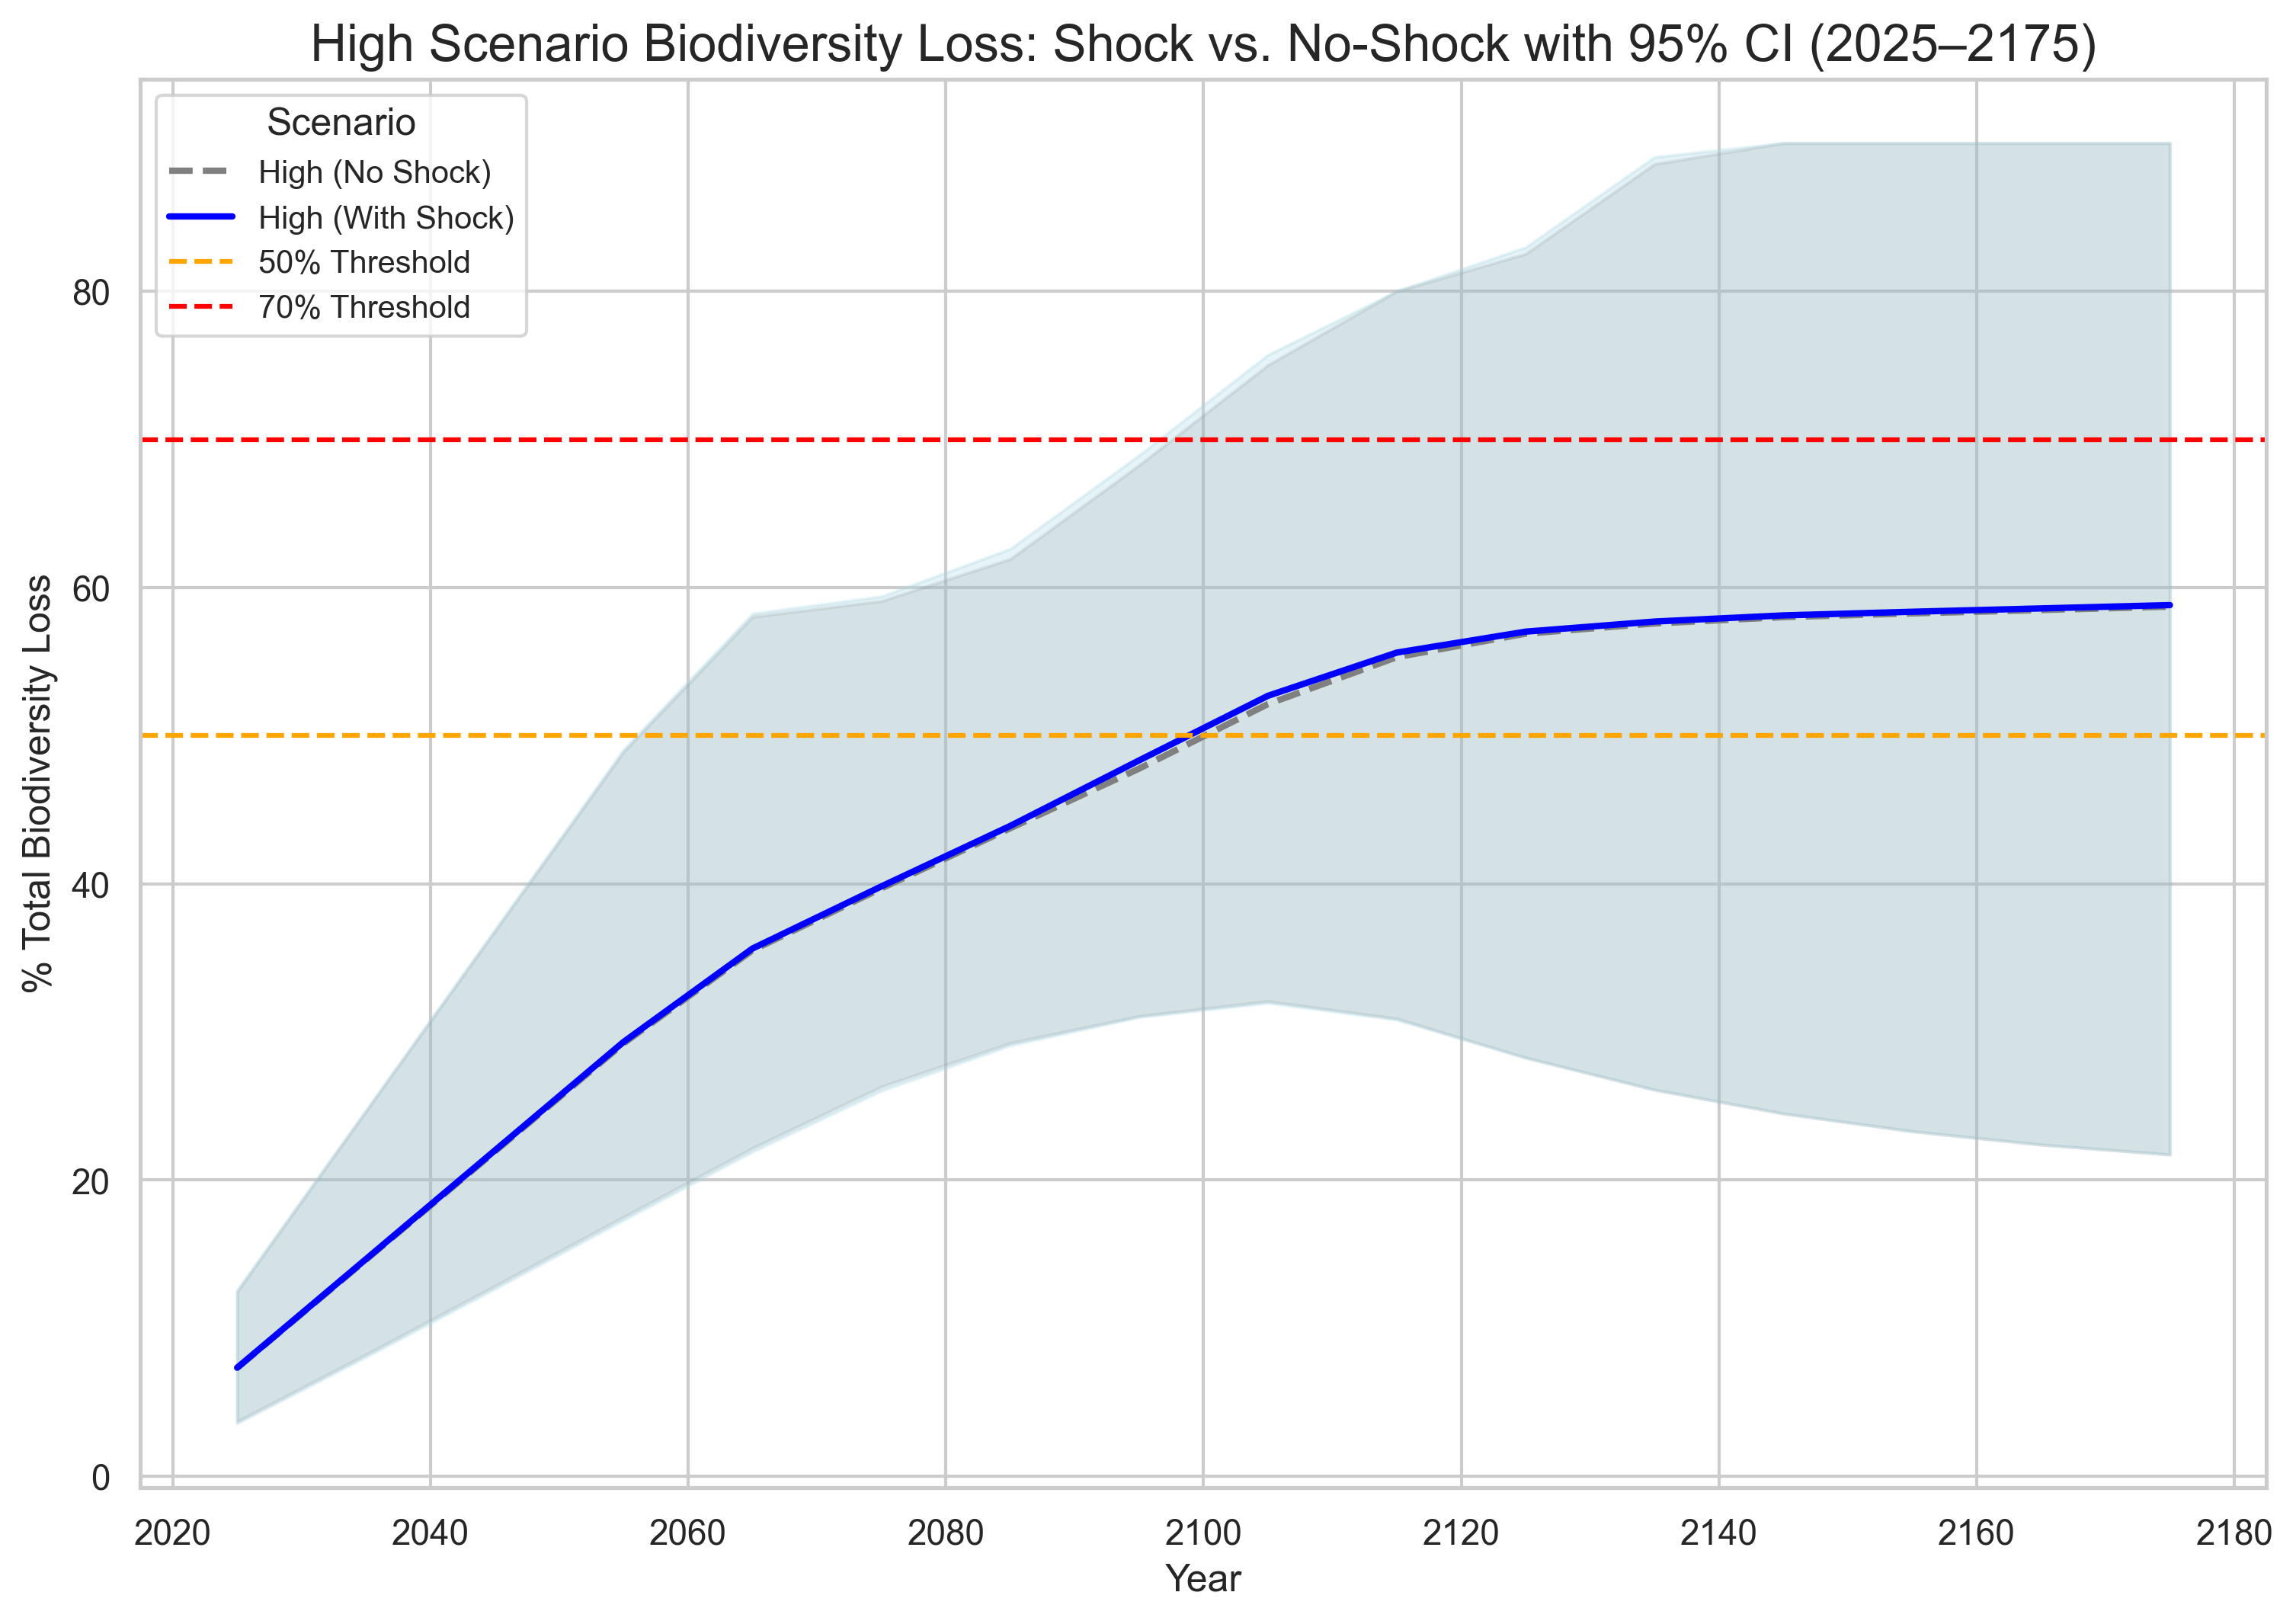 High Scenario Biodiversity Loss: Shock vs. No-Shock with 95% CI (2025–2175)
Scenario
High (No Shock)
High (With Shock)
50% Threshold
70% Threshold
% Total Biodiversity Loss
80
60
40
20
0
2020 2040 2060 2080 2100 2120 2140 2160 2180
Year